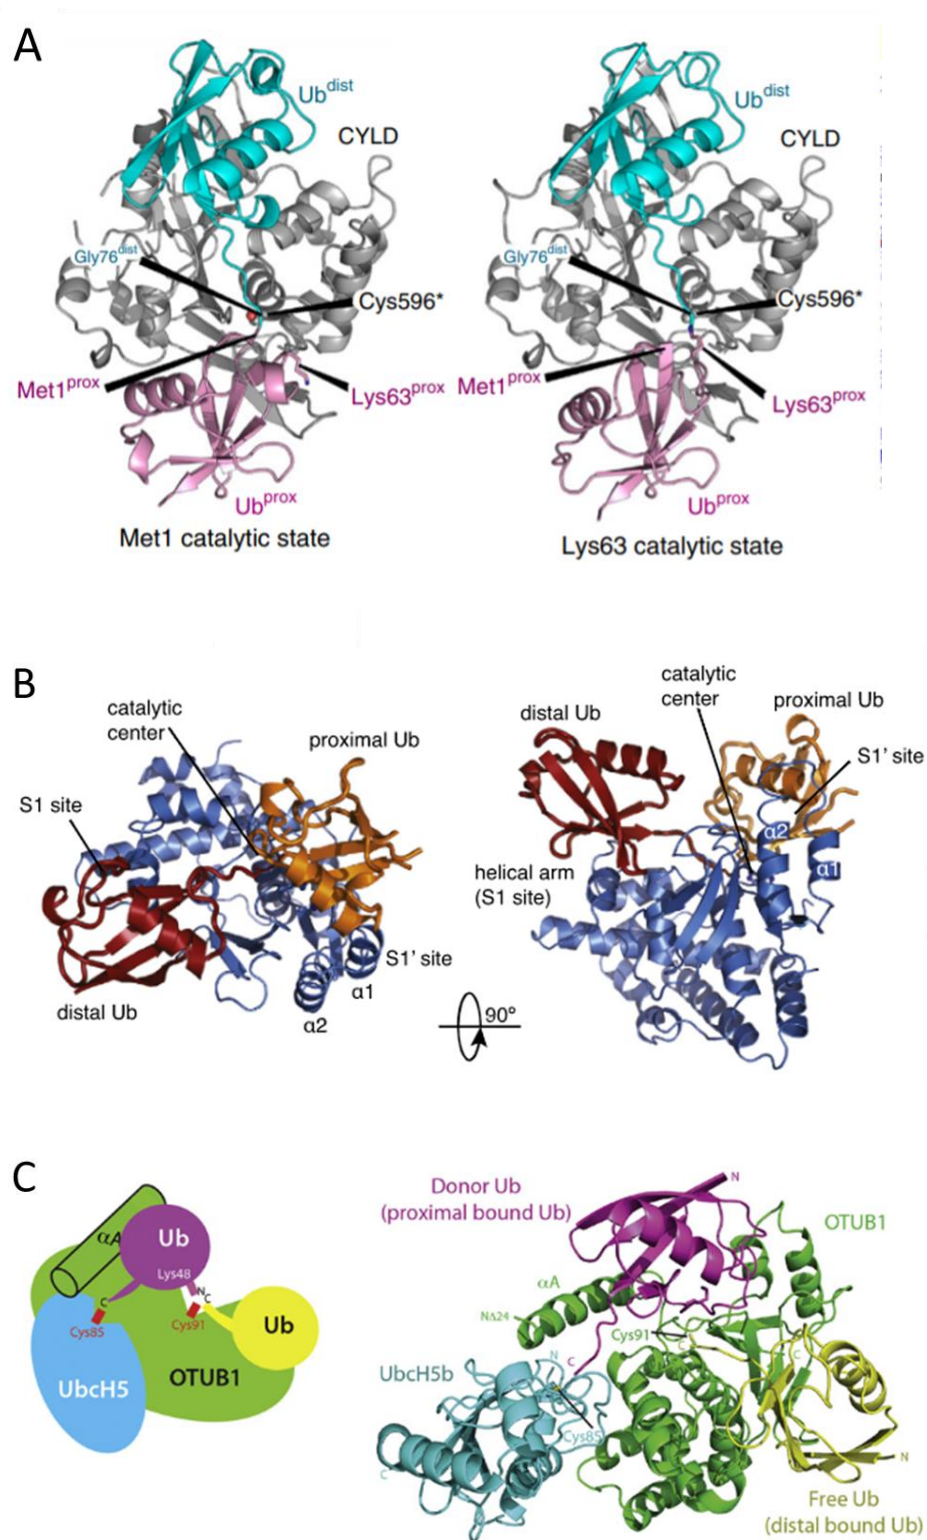 A
Ub^dist
CYLD
Gly76^dist
Cys596*
Met1^prox
Lys63^prox
Ub^prox
Met1 catalytic state
Ub^dist
CYLD
Gly76^dist
Cys596*
Met1^prox
Lys63^prox
Ub^prox
Lys63 catalytic state
B
catalytic
center
proximal Ub
S1 site
distal Ub
S1' site
α1
α2
90°
catalytic
center
distal Ub
proximal Ub
S1' site
α2
α1
helical arm
(S1 site)
C
αA
Ub
Lys48
C
N
C
Cys85
Cys91
Ub
UbcH5
OTUB1
Donor Ub
(proximal bound Ub)
N
OTUB1
αA
NΔ24
Cys91
C
C
UbcH5b
N
C
Cys85
C
N
Free Ub
(distal bound Ub)